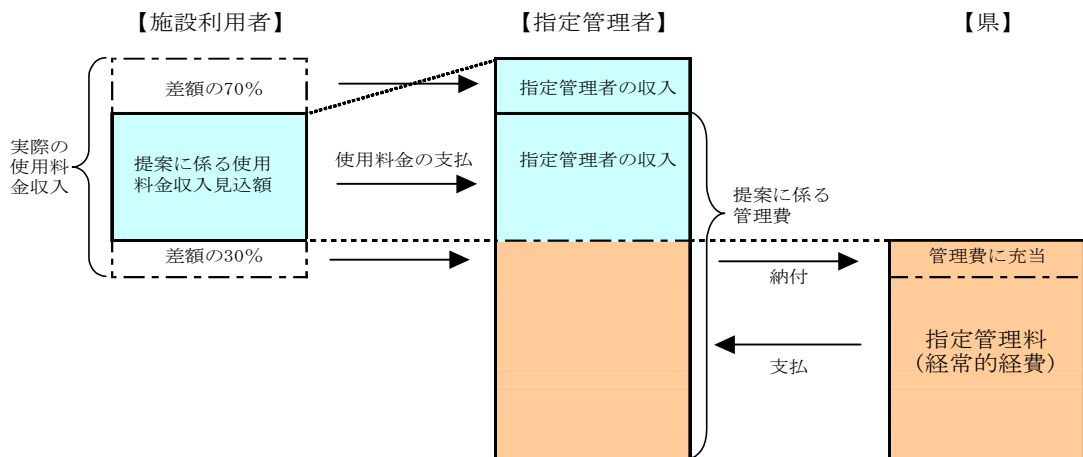 【施設利用者】
【指定管理者】
【県】
差額の70%
指定管理者の収入
実際の
使用料
金収入
提案に係る使用
料金収入見込額
使用料金の支払
指定管理者の収入
提案に係る
管理費
差額の30%
管理費に充当
納付
指定管理料
(経常的経費)
支払